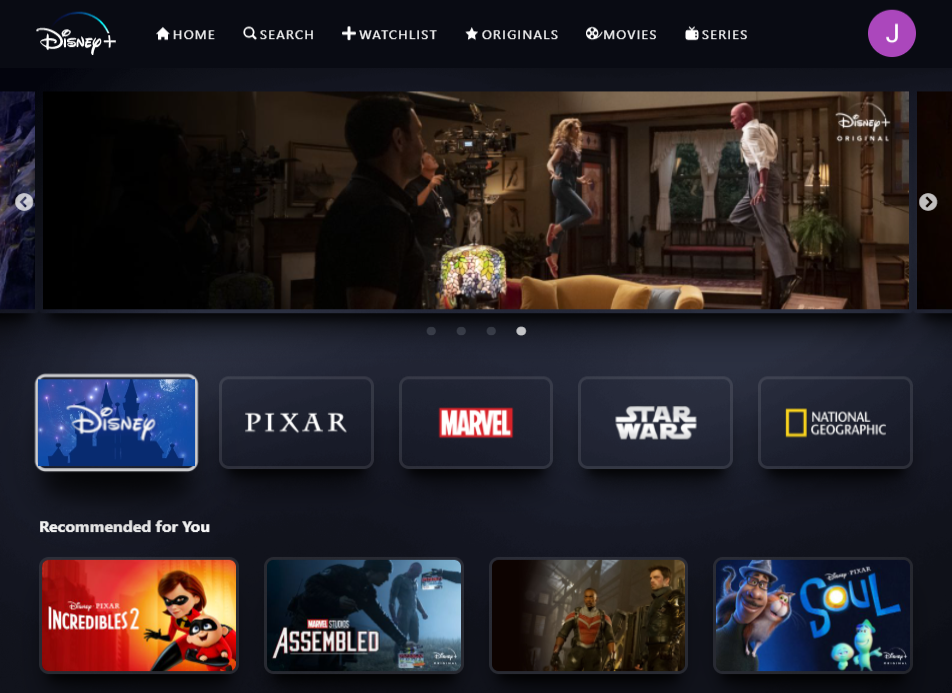 Disney+
HOME
SEARCH
WATCHLIST
ORIGINALS
MOVIES
SERIES
J
Disney+
ORIGINAL
Disney
PIXAR
MARVEL
STAR
WARS
NATIONAL
GEOGRAPHIC
Recommended for You
Disney · PIXAR
INCREDIBLES 2
MARVEL STUDIOS
ASSEMBLED
Disney+
ORIGINAL
Disney PIXAR
SOUL
Disney+
ORIGINAL